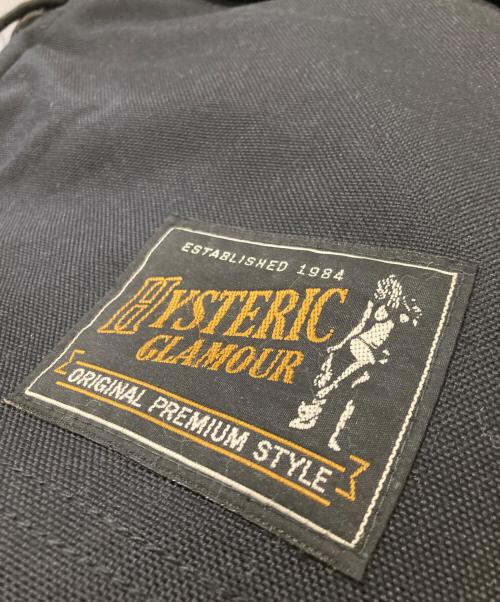 ESTABLISHED 1984
HYSTERIC
GLAMOUR
ORIGINAL PREMIUM STYLE